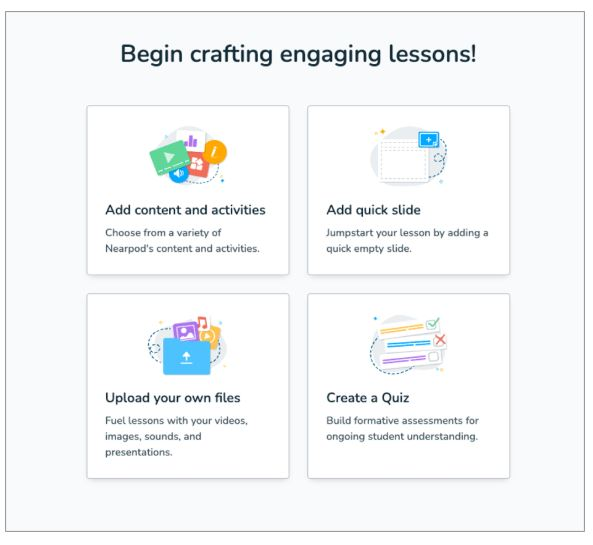 Begin crafting engaging lessons!
Add content and activities
Choose from a variety of
Nearpod's content and activities.
Add quick slide
Jumpstart your lesson by adding a
quick empty slide.
Upload your own files
Fuel lessons with your videos,
images, sounds, and
presentations.
Create a Quiz
Build formative assessments for
ongoing student understanding.